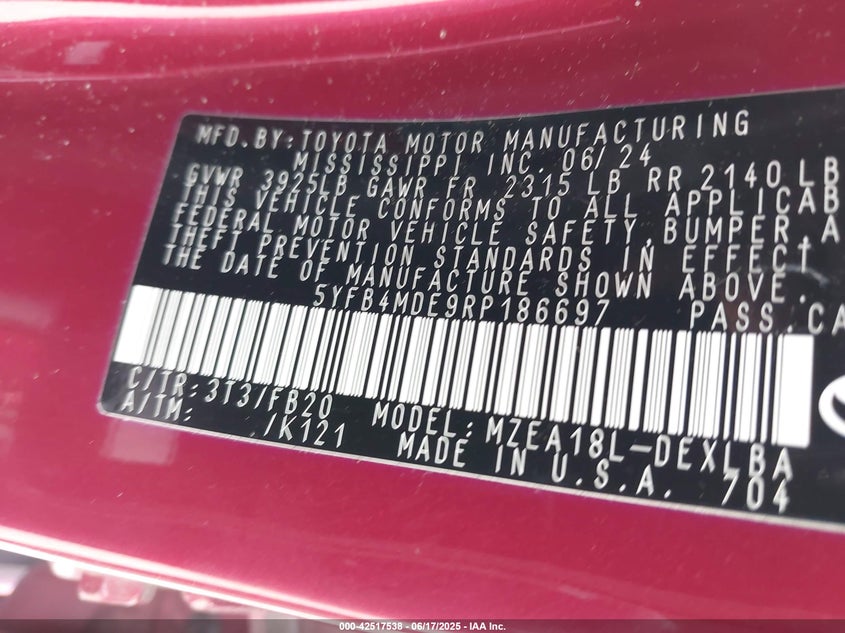 MFD.BY:TOYOTA MOTOR MANUFACTURING
MISSISSIPPI INC. 06/24
GVWR 3925LB GAWR FR 2315 LB RR 2140 LB
THIS VEHICLE CONFORMS TO ALL APPLICAB
FEDERAL MOTOR VEHICLE SAFETY, BUMPER, A
THEFT PREVENTION STANDARDS IN EFFECT
THE DATE OF MANUFACTURE SHOWN ABOVE.
5YFB4MDE9RP186697 PASS.CA
C/TR:3T3/FB20 MODEL:MZEA18L-DEXLBA
A/TM: /K121 MADE IN U.S.A. 704
000-42517538 - 06/17/2025 - IAA Inc.